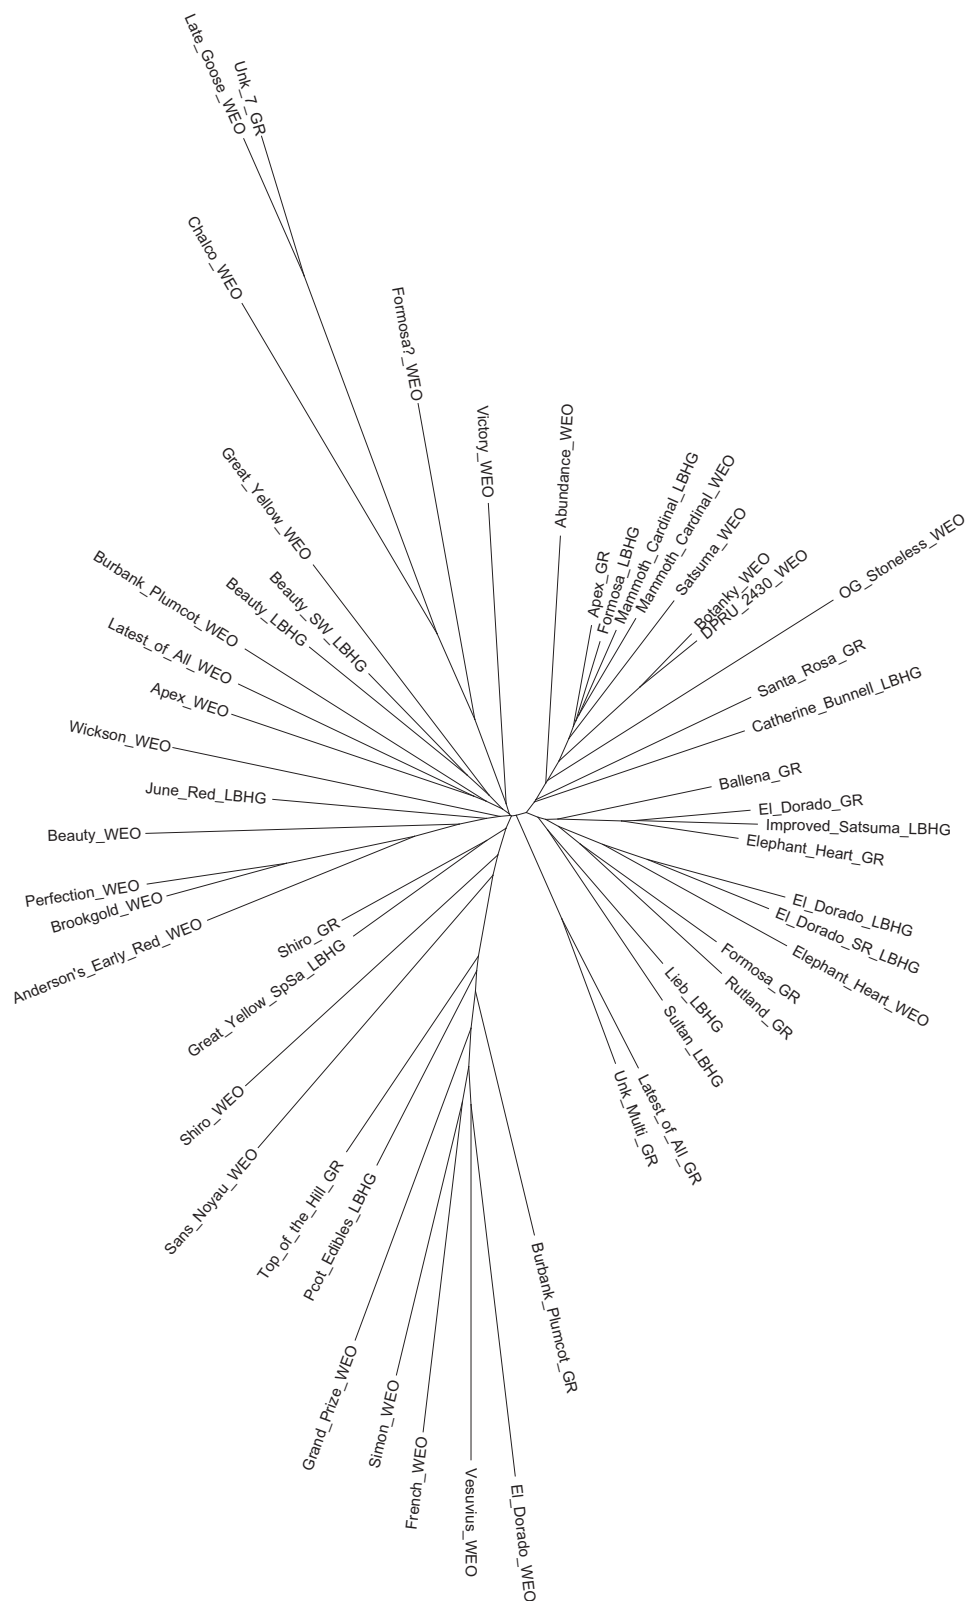 Late_Goose_WEO
Unk_7_GR
Chalco_WEO
Formosa?_WEO
Victory_WEO
Abundance_WEO
Apex_GR
Formosa_LBHG
Mammoth_Cardinal_LBHG
Mammoth_Cardinal_WEO
Satsuma_WEO
Botanky_WEO
DPRU_2430_WEO
OG_Stoneless_WEO
Santa_Rosa_GR
Catherine_Bunnell_LBHG
Ballena_GR
El_Dorado_GR
Improved_Satsuma_LBHG
Elephant_Heart_GR
El_Dorado_LBHG
El_Dorado_SR_LBHG
Elephant_Heart_WEO
Formosa_GR
Rutland_GR
Lieb_LBHG
Sultan_LBHG
Latest_of_All_GR
Unk_Multi_GR
Burbank_Plumcot_GR
El_Dorado_WEO
Vesuvius_WEO
French_WEO
Simon_WEO
Grand_Prize_WEO
Pcot_Edibles_LBHG
Top_of_the_Hill_GR
Sans_Noyau_WEO
Shiro_WEO
Great_Yellow_SpSa_LBHG
Shiro_GR
Anderson's_Early_Red_WEO
Brookgold_WEO
Perfection_WEO
Beauty_WEO
June_Red_LBHG
Wickson_WEO
Apex_WEO
Latest_of_All_WEO
Burbank_Plumcot_WEO
Beauty_LBHG
Beauty_SW_LBHG
Great_Yellow_WEO